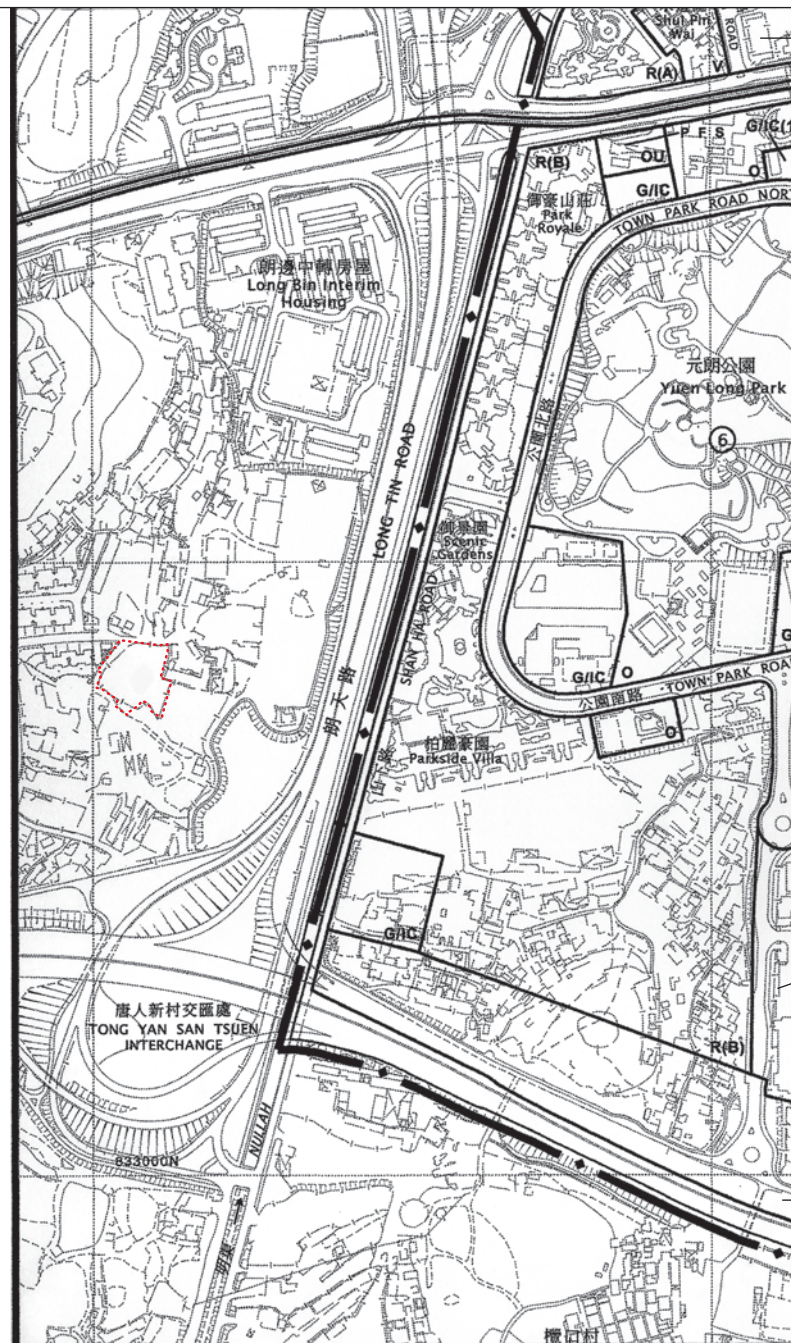 Shui Pin
Wai
ROAD
R(A)
V
P F S
G/IC(1
R(B)
OU
O
G/IC
御豪山莊
Park
Royale
TOWN PARK ROAD NORT
朗邊中轉房屋
Long Bin Interim
Housing
元朗公園
Yuen Long Park
6
公園北路
LONG TIN ROAD
御景園
Scenic
Gardens
SHAN HA ROAD
朗天路
G/IC
O
G
公園南路
TOWN PARK ROA
O
柏麗豪園
Parkside Villa
山下路
G/IC
唐人新村交匯處
TONG YAN SAN TSUEN
INTERCHANGE
R(B)
NULLAH
833000N
明渠
欖口村